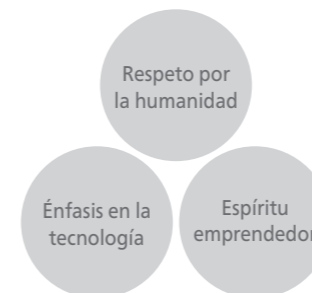 Respeto por
la humanidad
Énfasis en la
tecnología
Espíritu
emprendedor